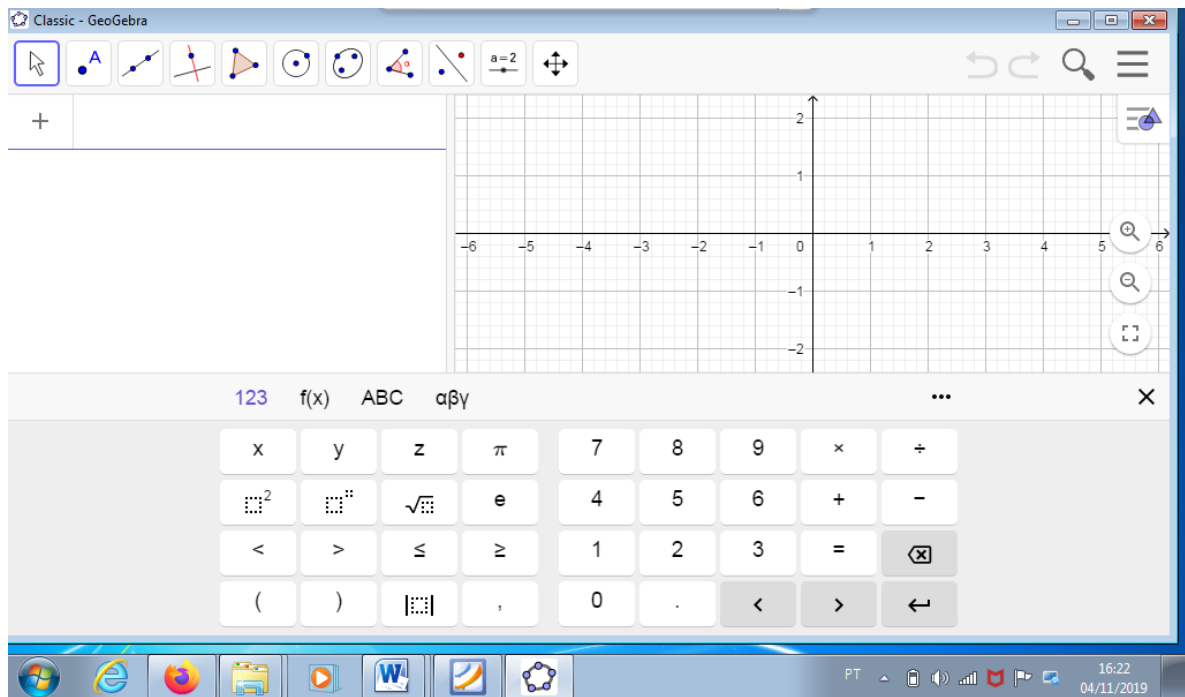 Classic - GeoGebra
A
α
a=2
+
2
1
-6 -5 -4 -3 -2 -1 0 1 2 3 4 5 6
-1
-2
123 f(x) ABC αβγ ...
x y z π 7 8 9 × ÷
2 √ e 4 5 6 + −
< > ≤ ≥ 1 2 3 =
( ) | | , 0 . < >
PT 16:22
04/11/2019